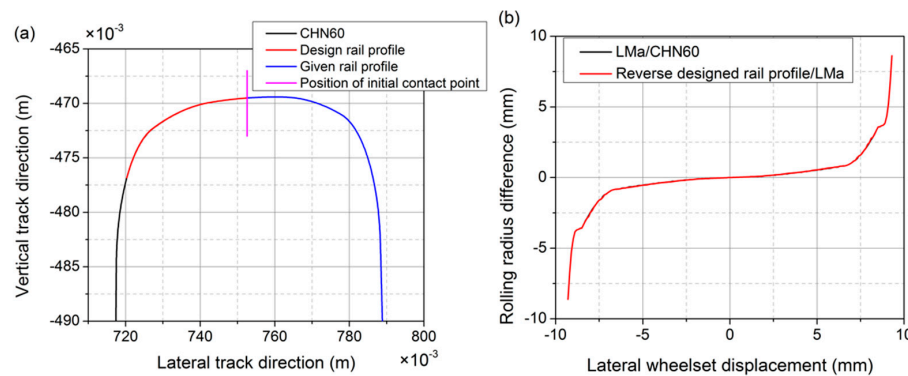 (a)
×10⁻³
CHN60
Design rail profile
Given rail profile
Position of initial contact point
-465
-470
-475
-480
-485
-490
Vertical track direction (m)
720
740
760
780
800
Lateral track direction (m)
×10⁻³
(b)
LMa/CHN60
Reverse designed rail profile/LMa
10
5
0
-5
-10
Rolling radius difference (mm)
-10
-5
0
5
10
Lateral wheelset displacement (mm)